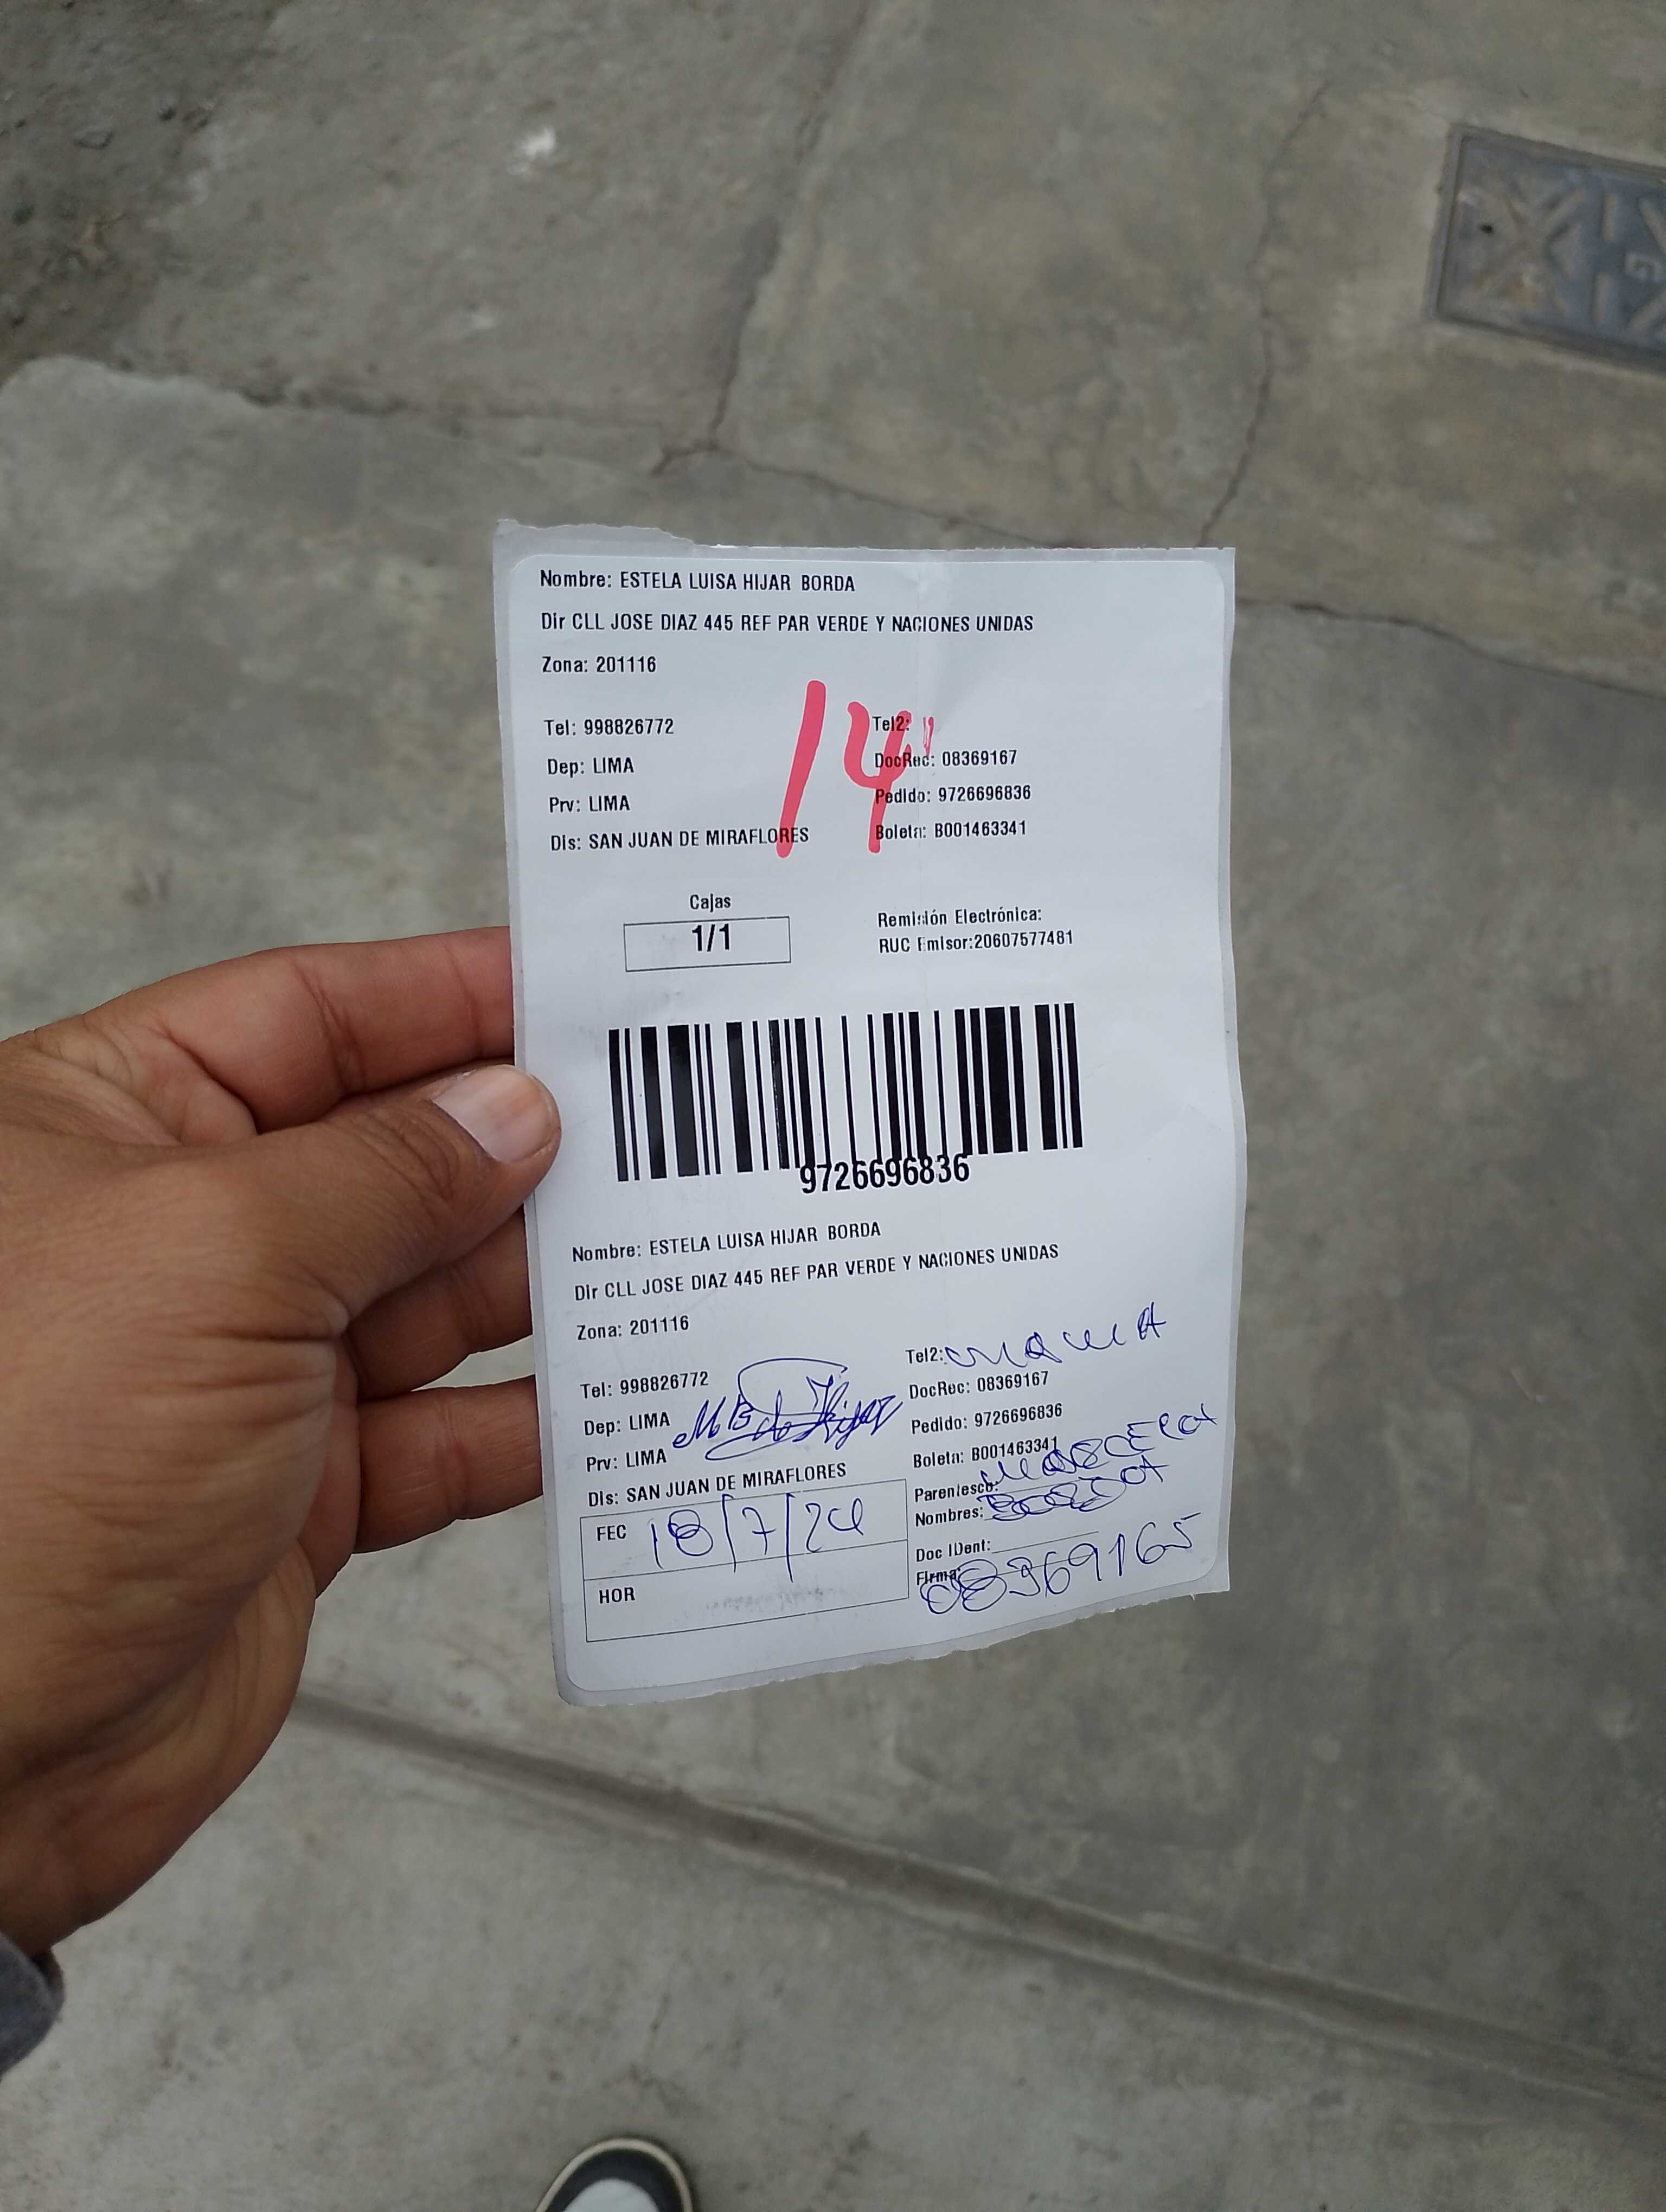 Nombre: ESTELA LUISA HIJAR BORDA
Dir CLL JOSE DIAZ 445 REF PAR VERDE Y NACIONES UNIDAS
Zona: 201116
14
Tel: 998826772 Tel2:
Dep: LIMA DocRec: 08369167
Prv: LIMA Pedido: 9726696836
Dis: SAN JUAN DE MIRAFLORES Boleta: B001463341
Cajas
1/1
Remisión Electrónica:
RUC Emisor:20607577481
9726696836
Nombre: ESTELA LUISA HIJAR BORDA
Dir CLL JOSE DIAZ 445 REF PAR VERDE Y NACIONES UNIDAS
Zona: 201116
Tel: 998826772 Tel2:
Dep: LIMA DocRec: 08369167
Prv: LIMA Pedido: 9726696836
Dis: SAN JUAN DE MIRAFLORES Boleta: B001463341
Parentesco:
Nombres:
FEC 18/7/24
Doc IDent:
Firma: 08369165
HOR